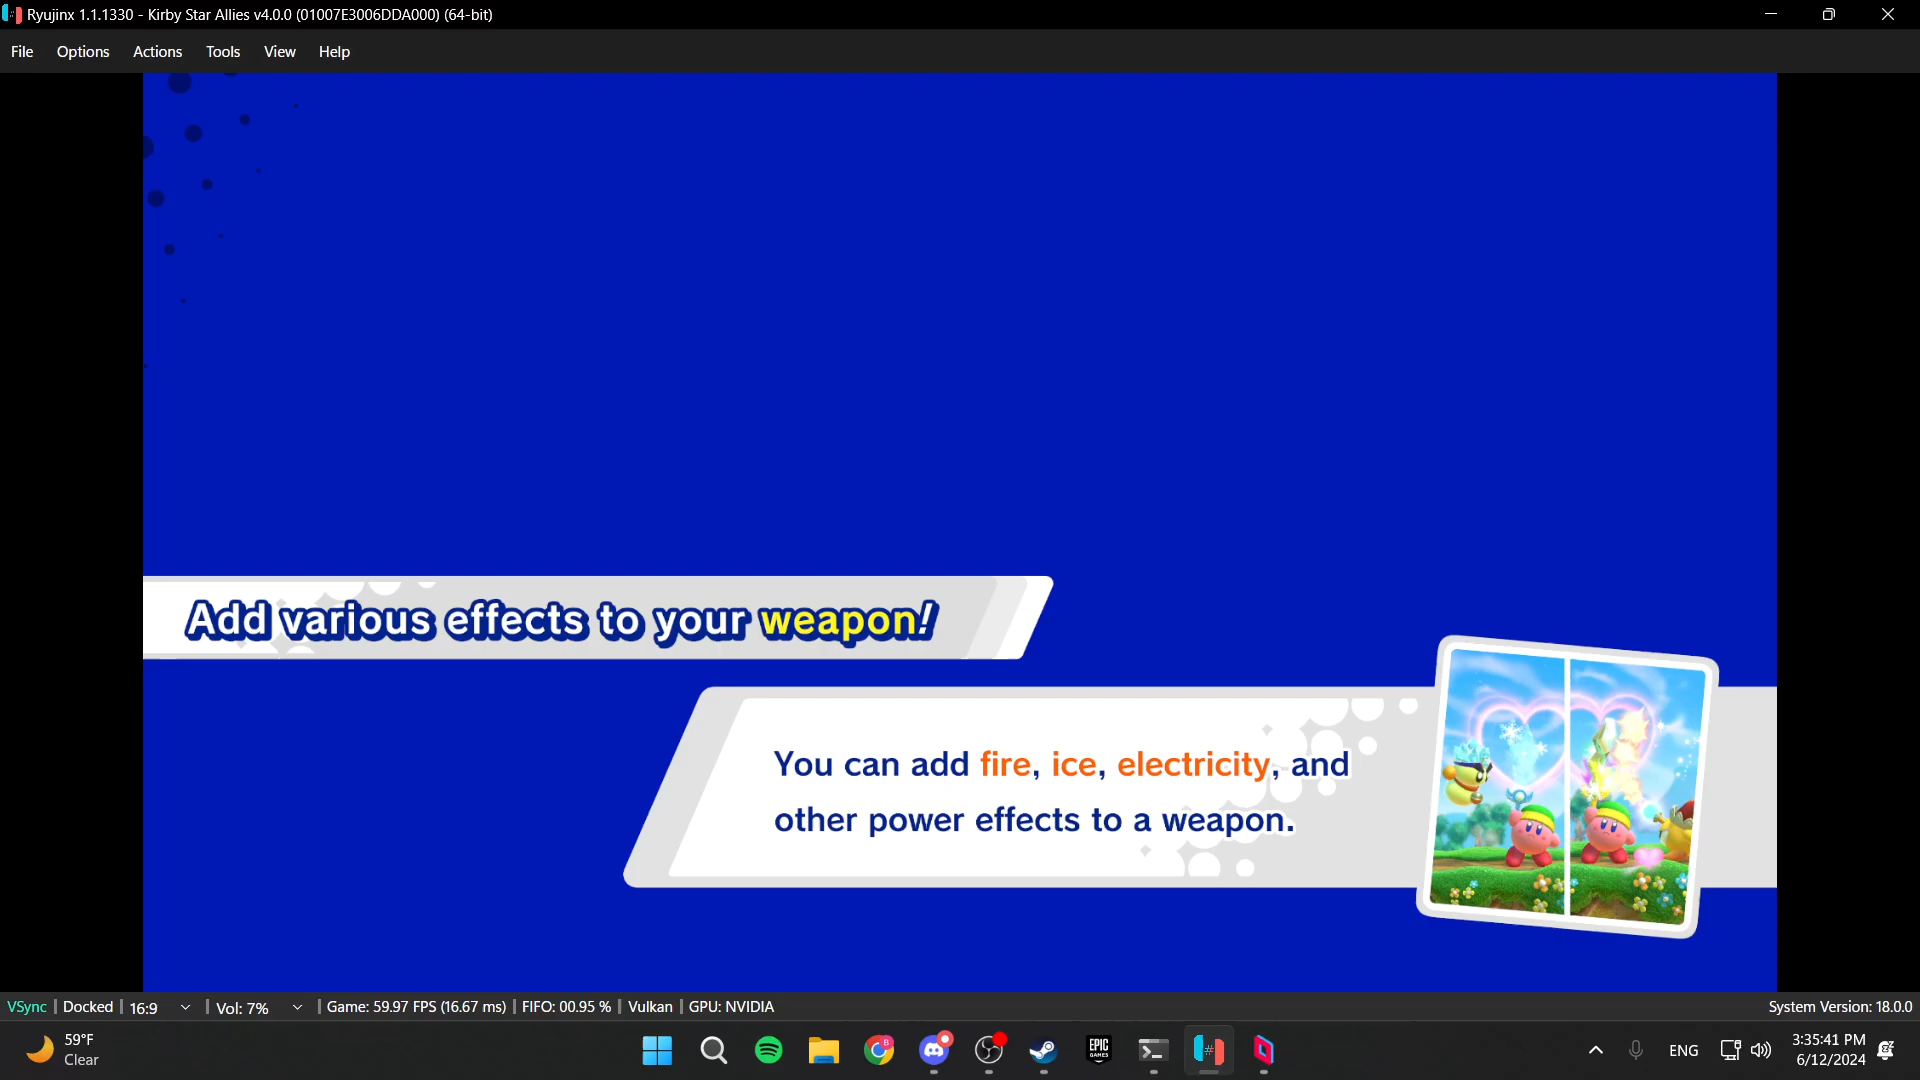 Ryujinx 1.1.1330 - Kirby Star Allies v4.0.0 (01007E3006DDA000) (64-bit)
File Options Actions Tools View Help
Add various effects to your weapon!
You can add fire, ice, electricity, and
other power effects to a weapon.
VSync | Docked | 16:9 | Vol: 7% | Game: 59.97 FPS (16.67 ms) | FIFO: 00.95 % | Vulkan | GPU: NVIDIA System Version: 18.0.0
59°F
Clear
EPIC
GAMES
ENG
3:35:41 PM
6/12/2024